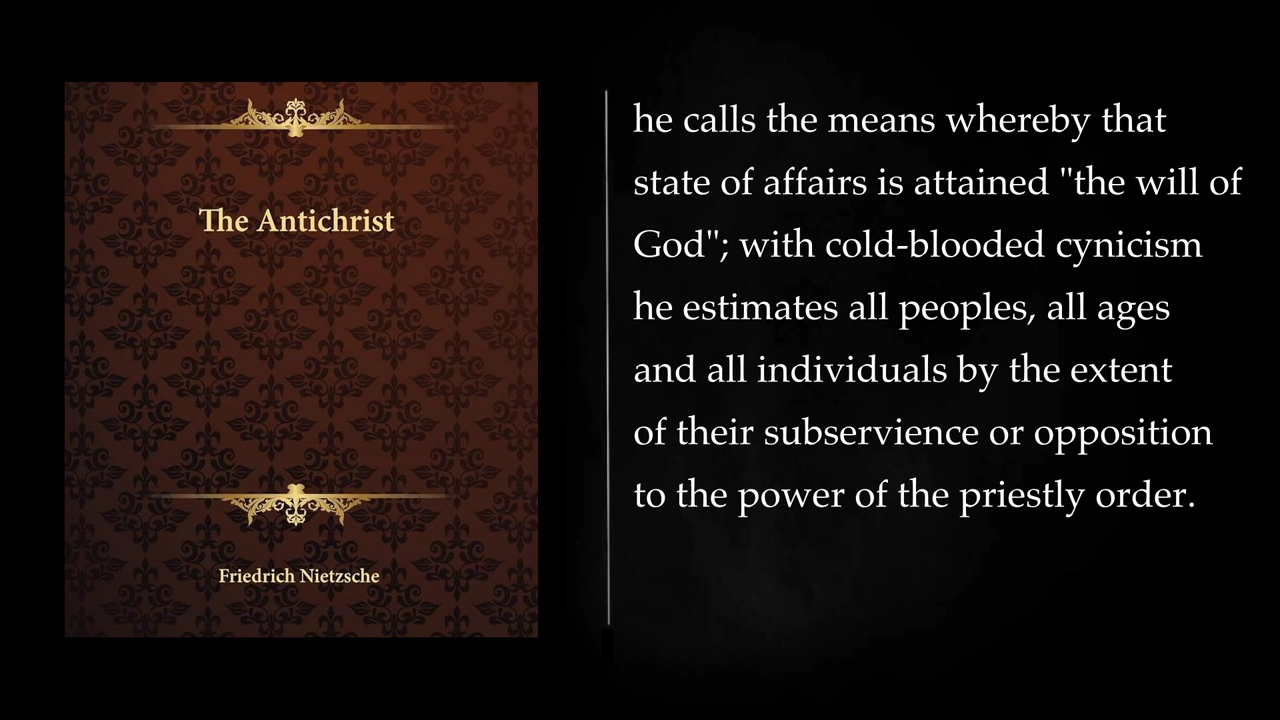 The Antichrist
Friedrich Nietzsche
he calls the means whereby that
state of affairs is attained "the will of
God"; with cold-blooded cynicism
he estimates all peoples, all ages
and all individuals by the extent
of their subservience or opposition
to the power of the priestly order.